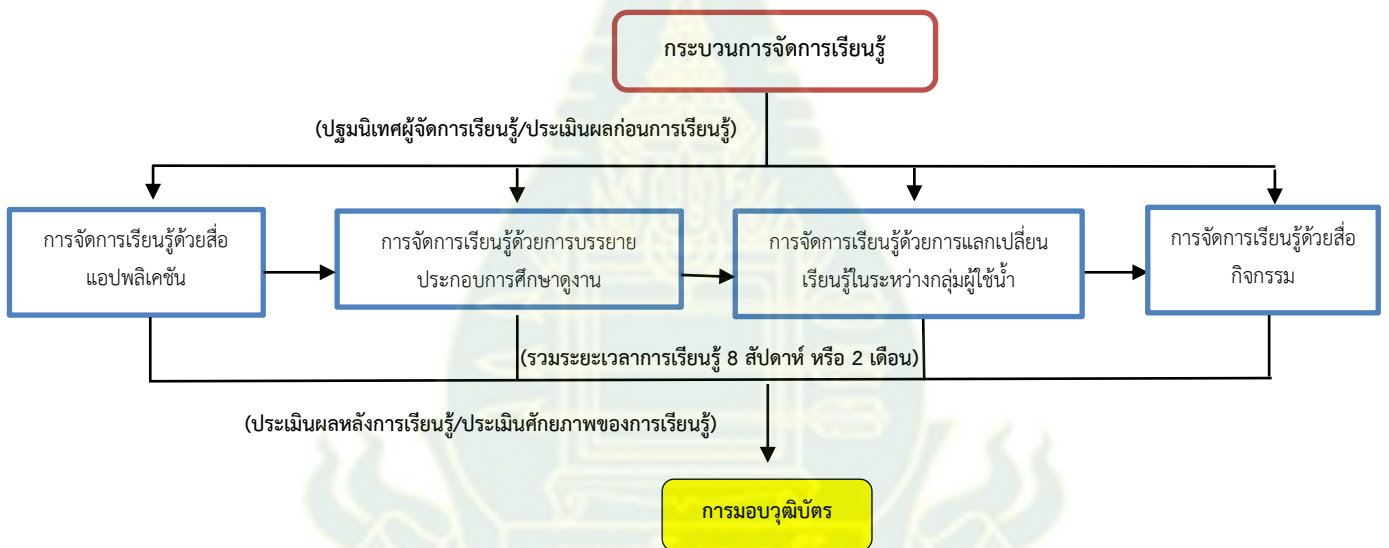 กระบวนการจัดการเรียนรู้
(ปฐมนิเทศผู้จัดการเรียนรู้/ประเมินผลก่อนการเรียนรู้)
การจัดการเรียนรู้ด้วยสื่อ
แอปพลิเคชัน
การจัดการเรียนรู้ด้วยการบรรยาย
ประกอบการศึกษาดูงาน
การจัดการเรียนรู้ด้วยการแลกเปลี่ยน
เรียนรู้ในระหว่างกลุ่มผู้ใช้น้ำ
การจัดการเรียนรู้ด้วยสื่อ
กิจกรรม
(รวมระยะเวลาการเรียนรู้ 8 สัปดาห์ หรือ 2 เดือน)
(ประเมินผลหลังการเรียนรู้/ประเมินศักยภาพของการเรียนรู้)
การมอบวุฒิบัตร